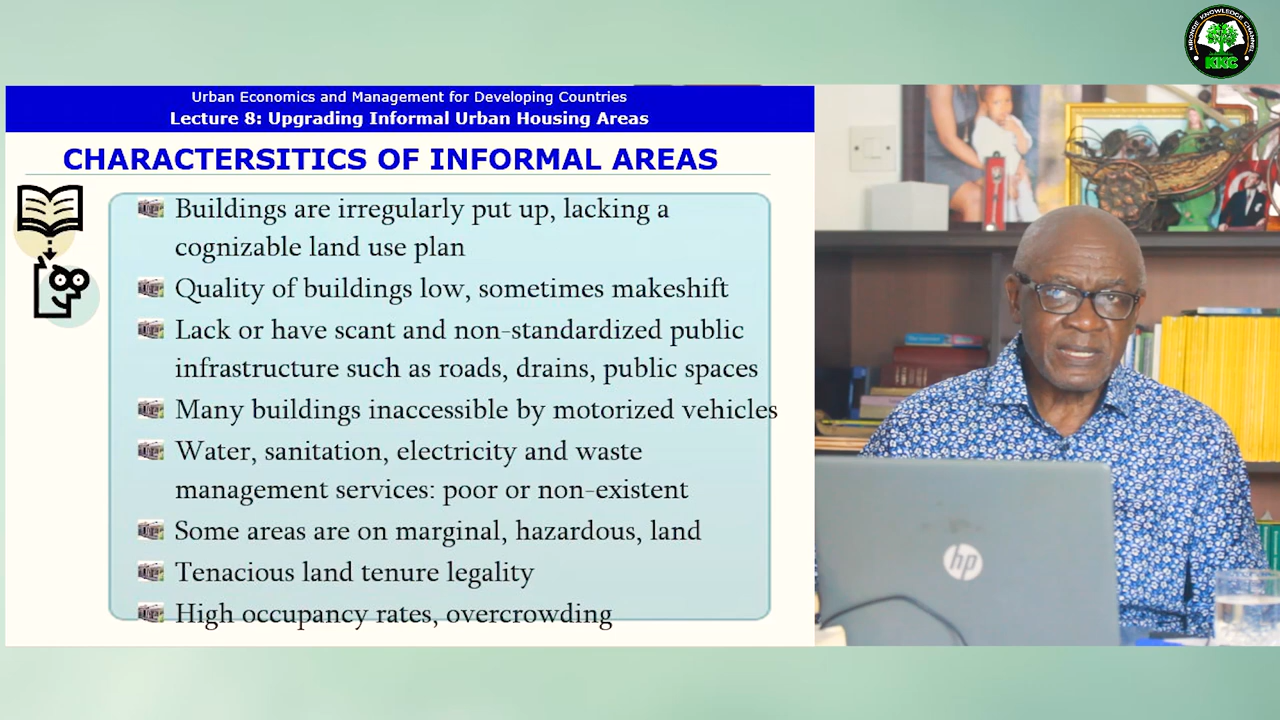 KIRONDE KNOWLEDGE CHANNEL
KKC
Urban Economics and Management for Developing Countries
Lecture 8: Upgrading Informal Urban Housing Areas
CHARACTERSITICS OF INFORMAL AREAS
Buildings are irregularly put up, lacking a
cognizable land use plan
Quality of buildings low, sometimes makeshift
Lack or have scant and non-standardized public
infrastructure such as roads, drains, public spaces
Many buildings inaccessible by motorized vehicles
Water, sanitation, electricity and waste
management services: poor or non-existent
Some areas are on marginal, hazardous, land
Tenacious land tenure legality
High occupancy rates, overcrowding
hp